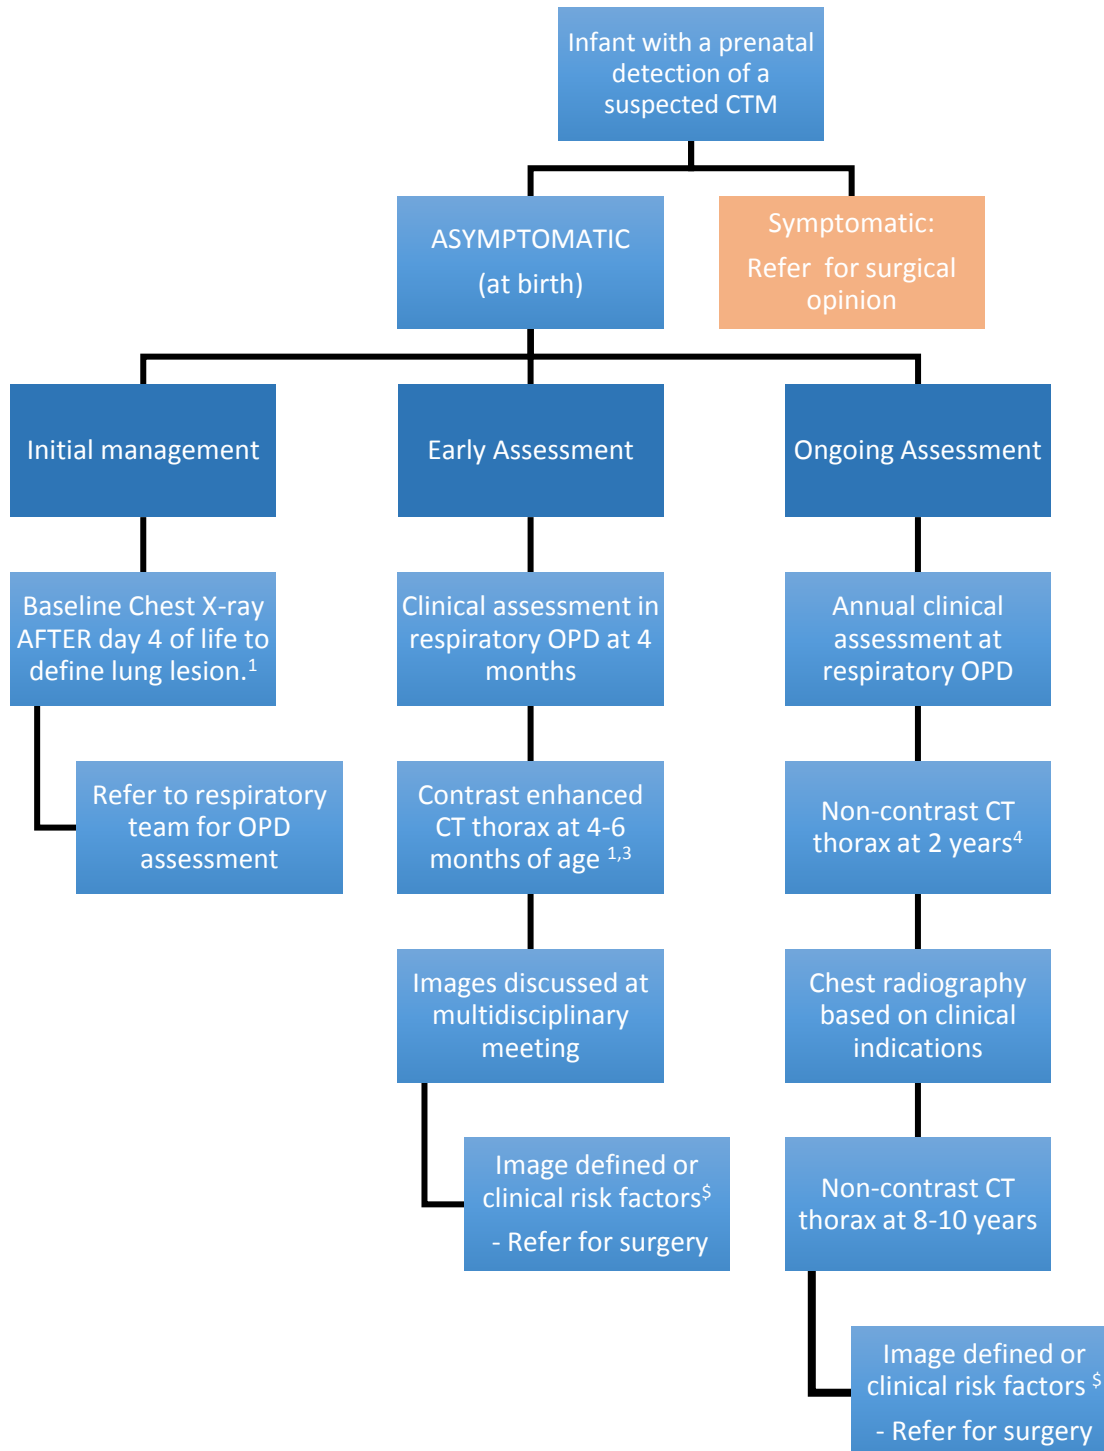 Infant with a prenatal
detection of a
suspected CTM
ASYMPTOMATIC
(at birth)
Symptomatic:
Refer for surgical
opinion
Initial management
Early Assessment
Ongoing Assessment
Baseline Chest X-ray
AFTER day 4 of life to
define lung lesion.¹
Refer to respiratory
team for OPD
assessment
Clinical assessment in
respiratory OPD at 4
months
Contrast enhanced
CT thorax at 4-6
months of age ¹,³
Images discussed at
multidisciplinary
meeting
Image defined or
clinical risk factors$
- Refer for surgery
Annual clinical
assessment at
respiratory OPD
Non-contrast CT
thorax at 2 years⁴
Chest radiography
based on clinical
indications
Non-contrast CT
thorax at 8-10 years
Image defined or
clinical risk factors $
- Refer for surgery